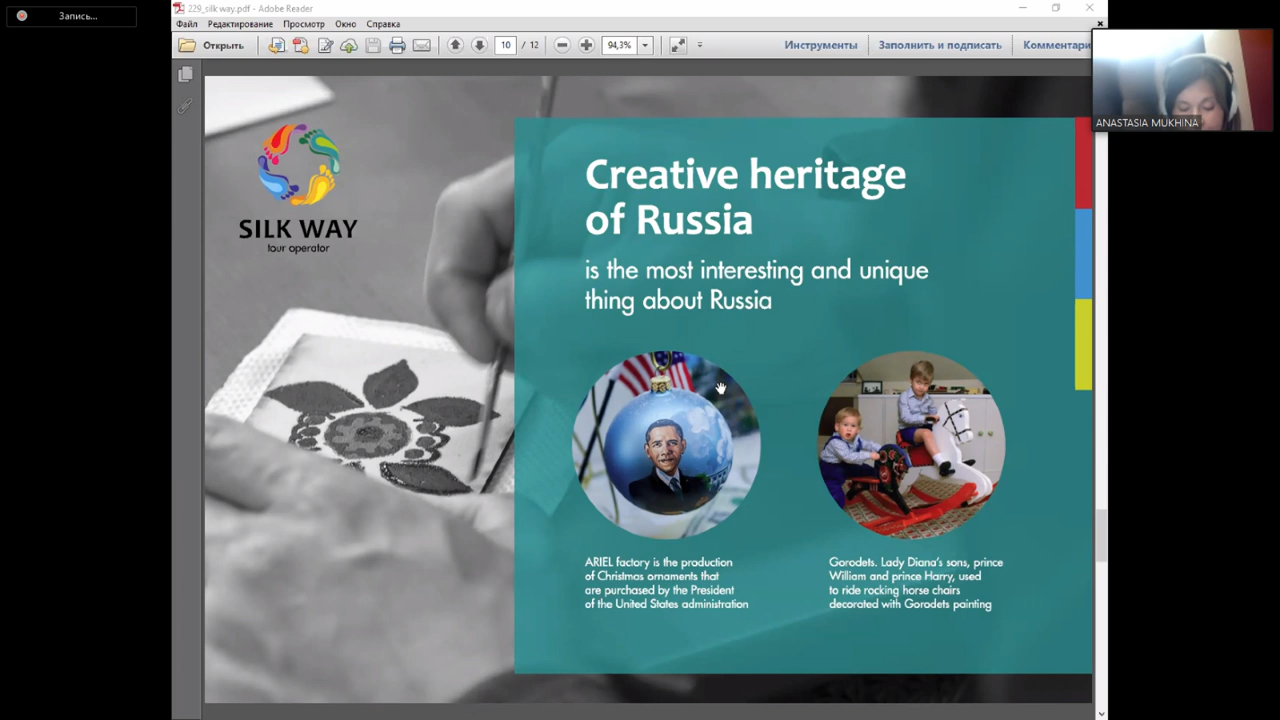 Запись...
229_silk way.pdf - Adobe Reader
Файл Редактирование Просмотр Окно Справка
Открыть 10 / 12 94,3% Инструменты Заполнить и подписать Комментари
ANASTASIA MUKHINA
SILK WAY
tour operator
Creative heritage
of Russia
is the most interesting and unique
thing about Russia
ARIEL factory is the production
of Christmas ornaments that
are purchased by the President
of the United States administration
Gorodets. Lady Diana's sons, prince
William and prince Harry, used
to ride rocking horse chairs
decorated with Gorodets painting